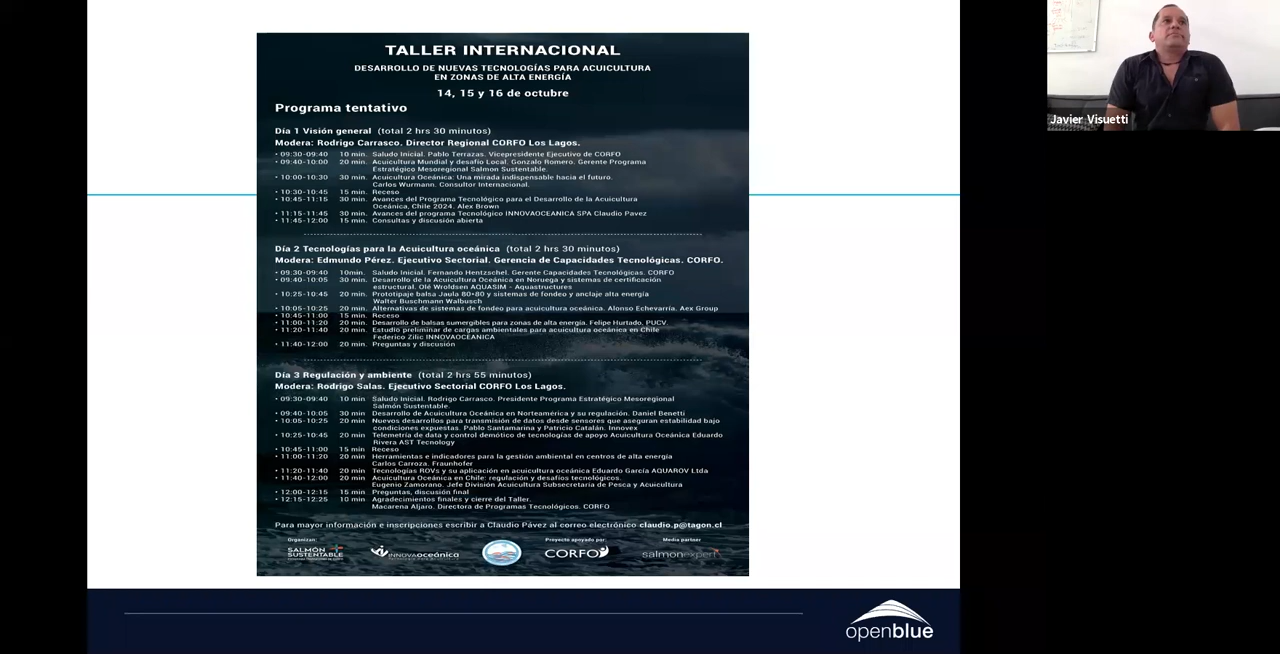 TALLER INTERNACIONAL
DESARROLLO DE NUEVAS TECNOLOGÍAS PARA ACUICULTURA
EN ZONAS DE ALTA ENERGÍA
14, 15 y 16 de octubre
Programa tentativo
Día 1 Visión general (total 2 hrs 30 minutos)
Modera: Rodrigo Carrasco. Director Regional CORFO Los Lagos.
• 09:30-09:40 10 min. Saludo Inicial. Pablo Terrazas. Vicepresidente Ejecutivo de CORFO
• 09:40-10:00 20 min. Acuicultura Mundial y desafío Local. Gonzalo Romero. Gerente Programa
Estratégico Mesoregional Salmon Sustentable.
• 10:00-10:30 30 min. Acuicultura Oceánica: Una mirada indispensable hacia el futuro.
Carlos Wurmann. Consultor Internacional.
• 10:30-10:45 15 min. Receso
• 10:45-11:15 30 min. Avances del Programa Tecnológico para el Desarrollo de la Acuicultura
Oceánica, Chile 2024. Alex Brown
• 11:15-11:45 30 min. Avances del programa Tecnológico INNOVAOCEANICA SPA Claudio Pavez
• 11:45-12:00 15 min. Consultas y discusión abierta
Día 2 Tecnologías para la Acuicultura oceánica (total 2 hrs 30 minutos)
Modera: Edmundo Pérez. Ejecutivo Sectorial. Gerencia de Capacidades Tecnológicas. CORFO.
• 09:30-09:40 10min. Saludo Inicial. Fernando Hentzschel. Gerente Capacidades Tecnológicas. CORFO
• 09:40-10:05 30 min. Desarrollo de la Acuicultura Oceánica en Noruega y sistemas de certificación
estructural. Olé Wroldsen AQUASIM - Aquastructures
• 10:25-10:45 20 min. Prototipaje balsa Jaula 80*80 y sistemas de fondeo y anclaje alta energía
Walter Buschmann Walbusch
• 10:05-10:25 20 min. Alternativas de sistemas de fondeo para acuicultura oceánica. Alonso Echevarría. Aex Group
• 10:45-11:00 15 min. Receso
• 11:00-11:20 20 min. Desarrollo de balsas sumergibles para zonas de alta energía. Felipe Hurtado. PUCV.
• 11:20-11:40 20 min. Estudio preliminar de cargas ambientales para acuicultura oceánica en Chile
Federico Zilic INNOVAOCEANICA
• 11:40-12:00 20 min. Preguntas y discusión
Día 3 Regulación y ambiente (total 2 hrs 55 minutos)
Modera: Rodrigo Salas. Ejecutivo Sectorial CORFO Los Lagos.
• 09:30-09:40 10 min Saludo Inicial. Rodrigo Carrasco. Presidente Programa Estratégico Mesoregional
Salmón Sustentable.
• 09:40-10:05 30 min Desarrollo de Acuicultura Oceánica en Norteamérica y su regulación. Daniel Benetti
• 10:05-10:25 20 min Nuevos desarrollos para transmisión de datos desde sensores que aseguran estabilidad bajo
condiciones expuestas. Pablo Santamarina y Patricio Catalán. Innovex
• 10:25-10:45 20 min Telemetría de data y control demótico de tecnologías de apoyo Acuicultura Oceánica Eduardo
Rivera AST Tecnology
• 10:45-11:00 15 min Receso
• 11:00-11:20 20 min Herramientas e indicadores para la gestión ambiental en centros de alta energía
Carlos Carroza. Fraunhofer
• 11:20-11:40 20 min Tecnologías ROVs y su aplicación en acuicultura oceánica Eduardo García AQUAROV Ltda
• 11:40-12:00 20 min Acuicultura Oceánica en Chile: regulación y desafíos tecnológicos.
Eugenio Zamorano. Jefe División Acuicultura Subsecretaria de Pesca y Acuicultura
• 12:00-12:15 15 min Preguntas, discusión final
• 12:15-12:25 10 min Agradecimientos finales y cierre del Taller.
Macarena Aljaro. Directora de Programas Tecnológicos. CORFO
Para mayor información e inscripciones escribir a Claudio Pávez al correo electrónico claudio.p@tagon.cl
Organizan:
Proyecto apoyado por:
Media partner
SALMÓN
SUSTENTABLE
INNOVAoceánica
CORFO
salmonexpert
openblue
Javier Visuetti